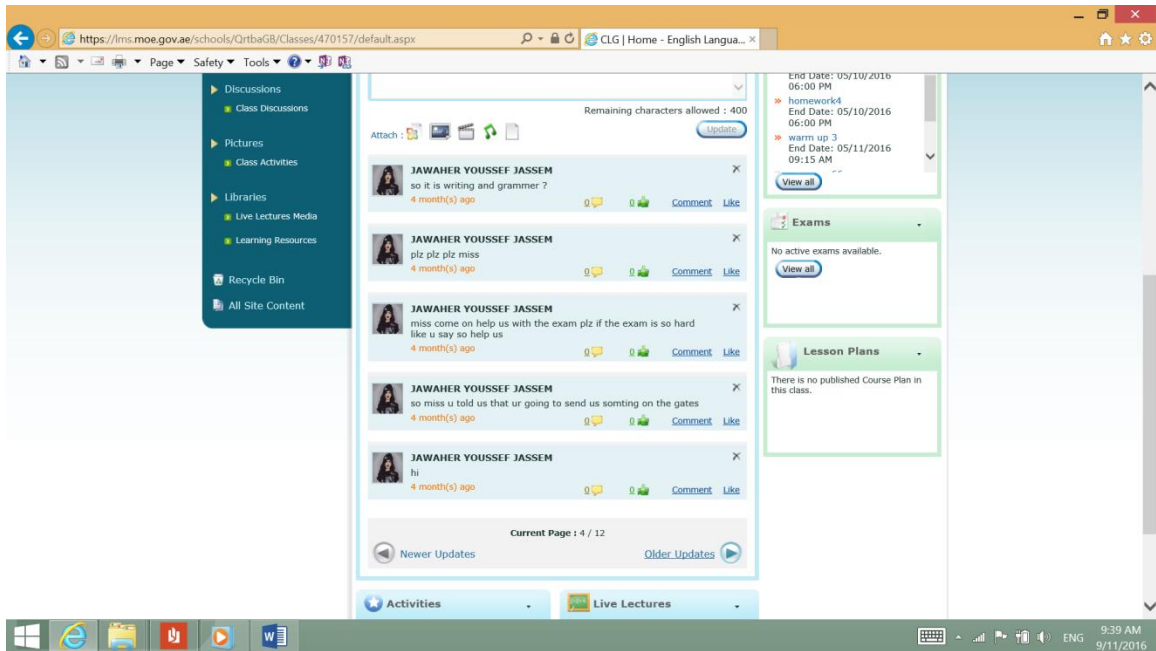 https://lms.moe.gov.ae/schools/QrtbaGB/Classes/470157/default.aspx
CLG | Home - English Langua...
Page Safety Tools
Discussions
Class Discussions
Pictures
Class Activities
Libraries
Live Lectures Media
Learning Resources
Recycle Bin
All Site Content
Remaining characters allowed : 400
Attach :
Update
JAWAHER YOUSSEF JASSEM
so it is writing and grammer ?
4 month(s) ago
0 0 Comment Like
JAWAHER YOUSSEF JASSEM
plz plz plz miss
4 month(s) ago
0 0 Comment Like
JAWAHER YOUSSEF JASSEM
miss come on help us with the exam plz if the exam is so hard
like u say so help us
4 month(s) ago
0 0 Comment Like
JAWAHER YOUSSEF JASSEM
so miss u told us that ur going to send us somting on the gates
4 month(s) ago
0 0 Comment Like
JAWAHER YOUSSEF JASSEM
hi
4 month(s) ago
0 0 Comment Like
Current Page : 4 / 12
Newer Updates
Older Updates
Activities
Live Lectures
End Date: 05/10/2016
06:00 PM
homework4
End Date: 05/10/2016
06:00 PM
warm up 3
End Date: 05/11/2016
09:15 AM
View all
Exams
No active exams available.
View all
Lesson Plans
There is no published Course Plan in
this class.
ENG
9:39 AM
9/11/2016